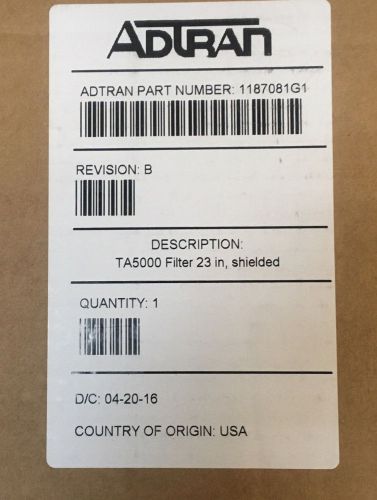 ADTRAN
ADTRAN PART NUMBER: 1187081G1
REVISION: B
DESCRIPTION:
TA5000 Filter 23 in, shielded
QUANTITY: 1
D/C: 04-20-16
COUNTRY OF ORIGIN: USA